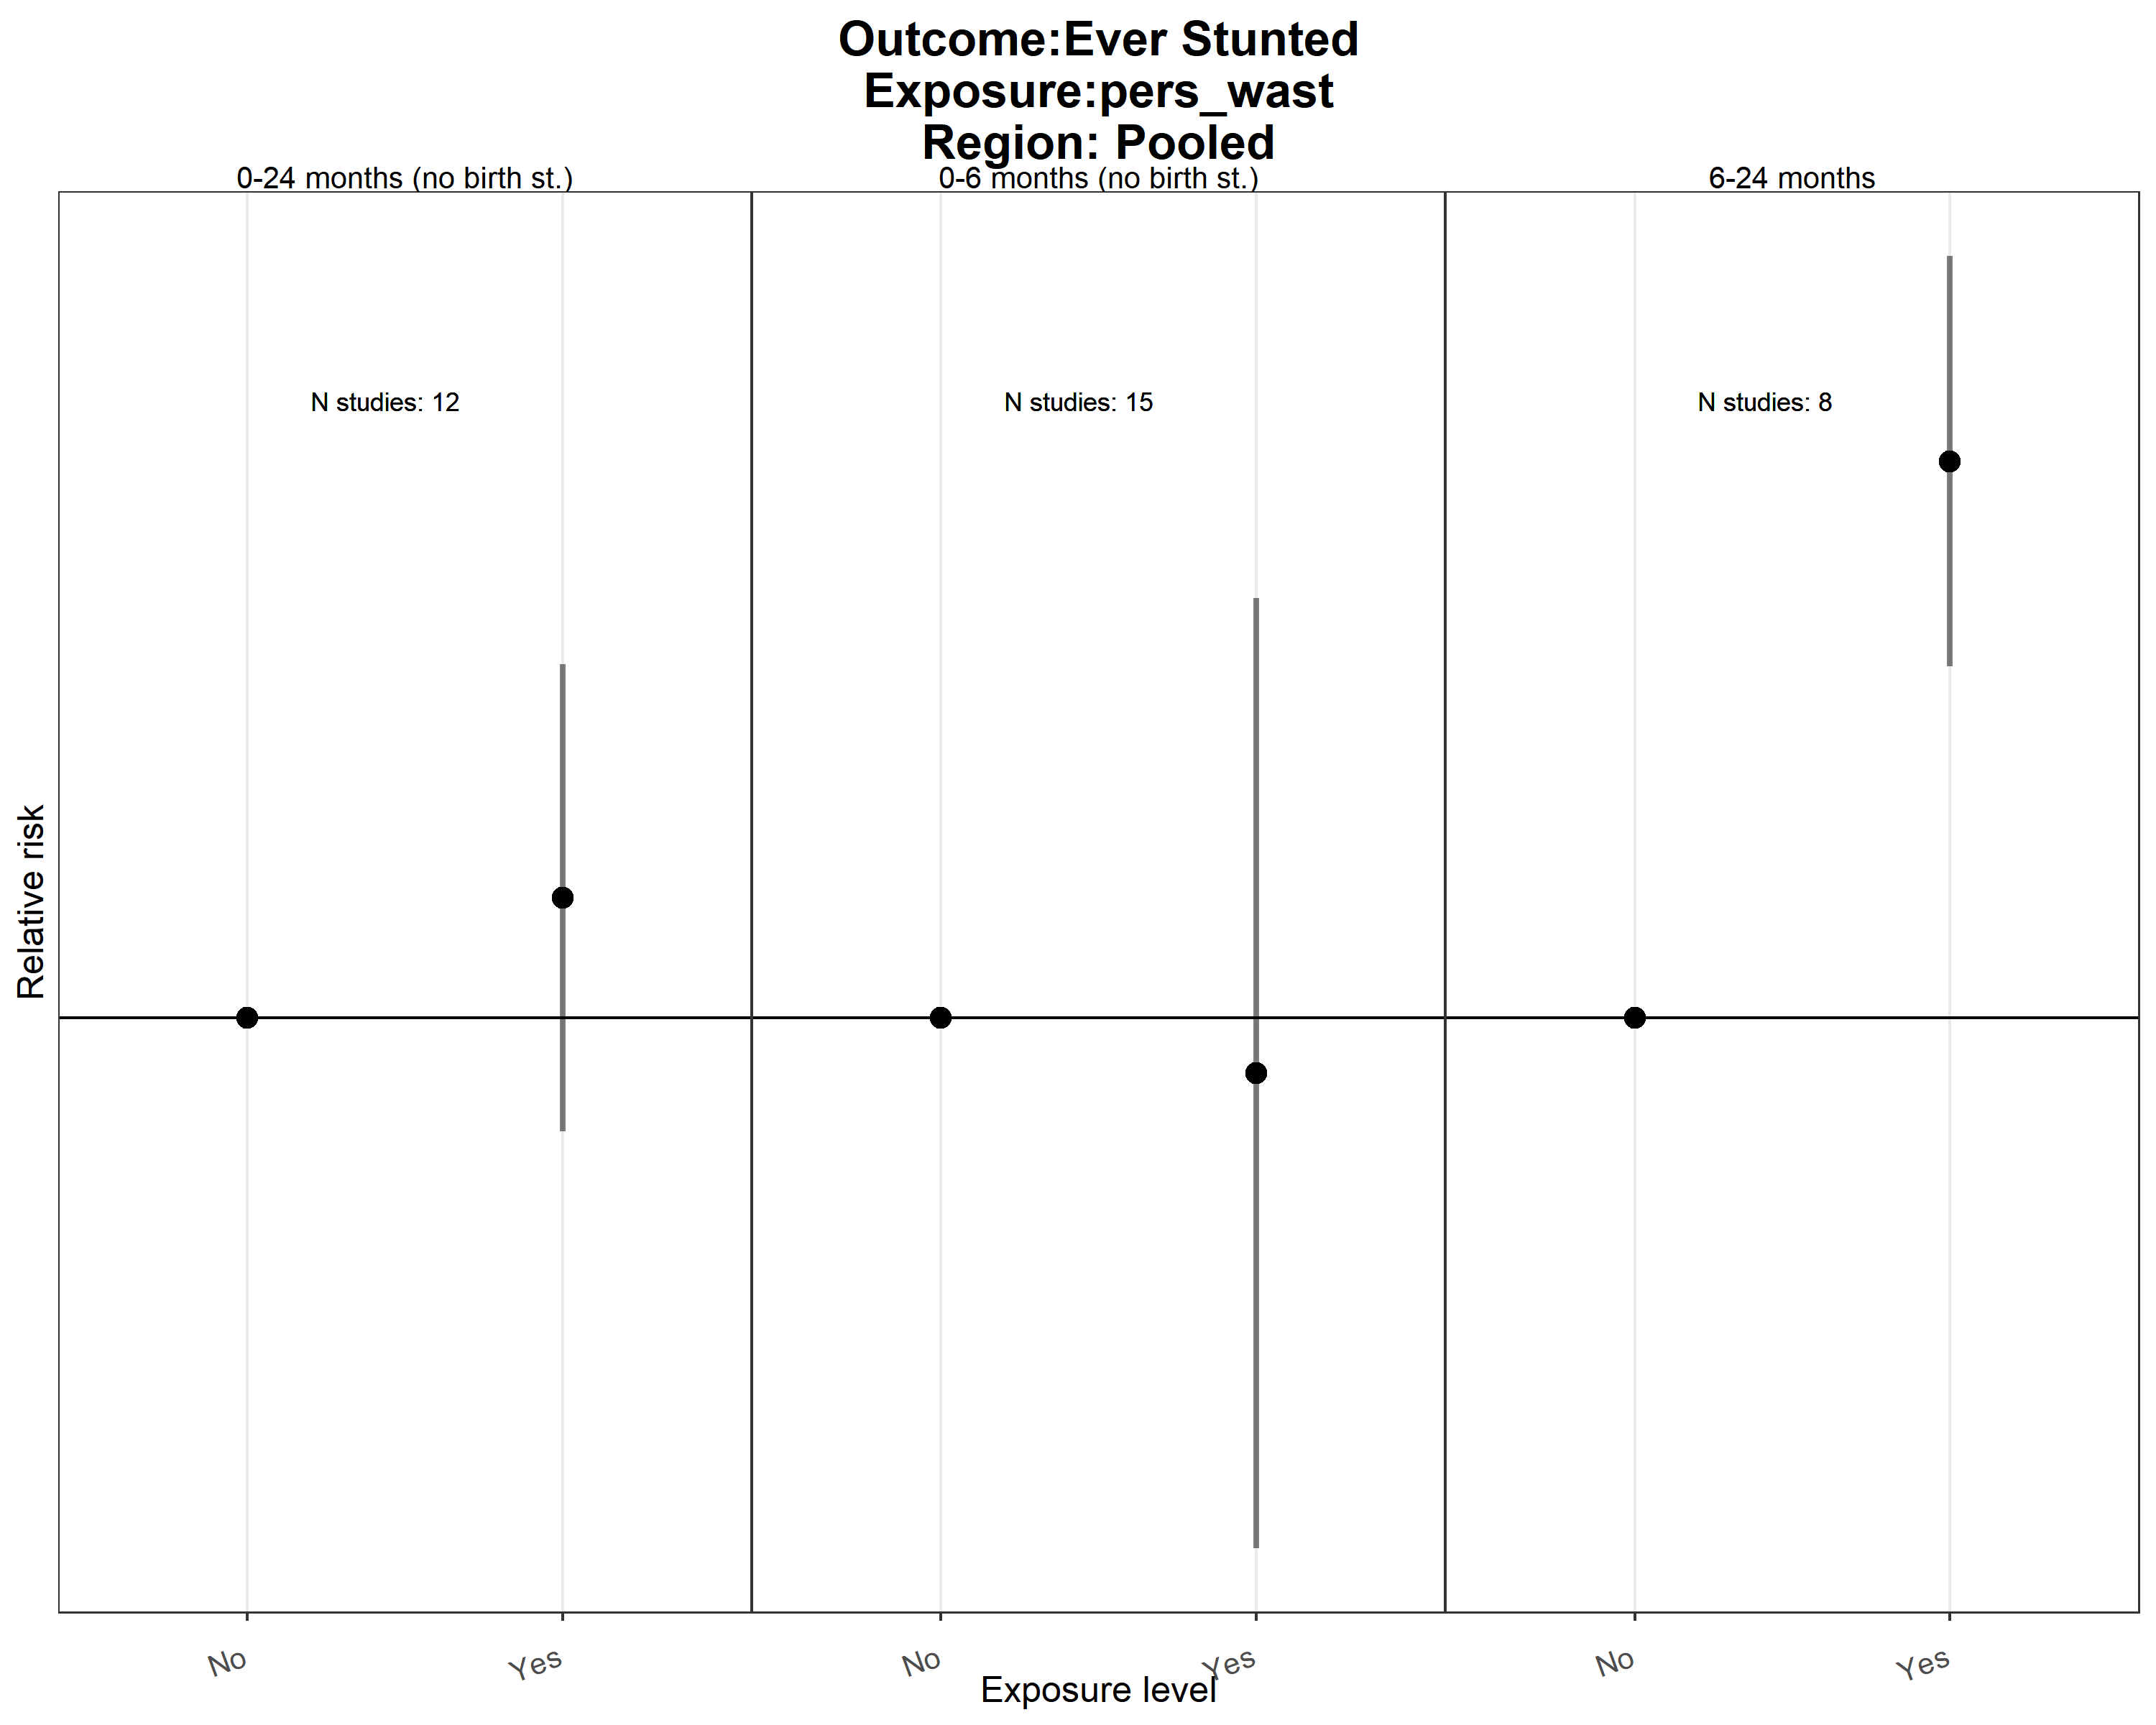 Outcome:Ever Stunted
Exposure:pers_wast
Region: Pooled
0-24 months (no birth st.)
0-6 months (no birth st.)
6-24 months
N studies: 12
N studies: 15
N studies: 8
Relative risk
No
Yes
No
Yes
No
Yes
Exposure level